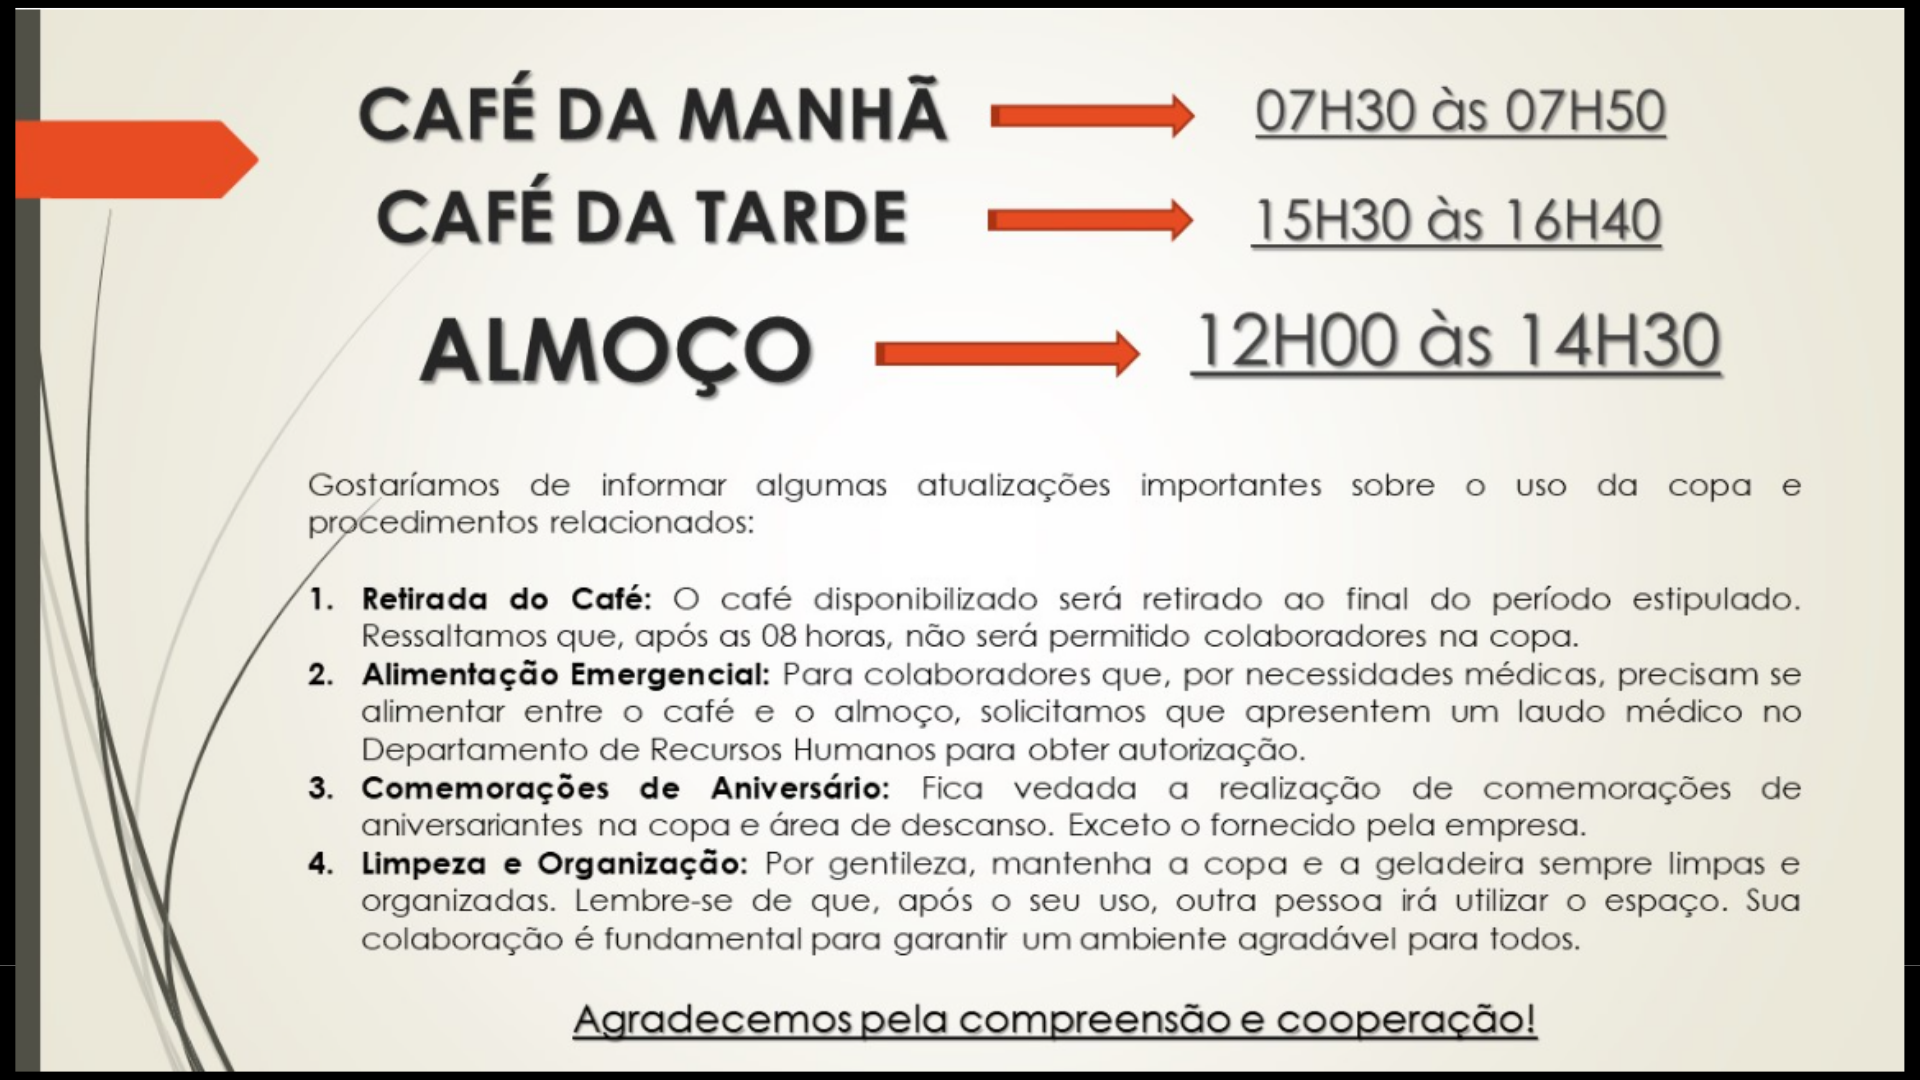 CAFÉ DA MANHÃ 07H30 às 07H50
CAFÉ DA TARDE 15H30 às 16H40
ALMOÇO 12H00 às 14H30
Gostaríamos de informar algumas atualizações importantes sobre o uso da copa e
procedimentos relacionados:
1. Retirada do Café: O café disponibilizado será retirado ao final do período estipulado.
Ressaltamos que, após as 08 horas, não será permitido colaboradores na copa.
2. Alimentação Emergencial: Para colaboradores que, por necessidades médicas, precisam se
alimentar entre o café e o almoço, solicitamos que apresentem um laudo médico no
Departamento de Recursos Humanos para obter autorização.
3. Comemorações de Aniversário: Fica vedada a realização de comemorações de
aniversariantes na copa e área de descanso. Exceto o fornecido pela empresa.
4. Limpeza e Organização: Por gentileza, mantenha a copa e a geladeira sempre limpas e
organizadas. Lembre-se de que, após o seu uso, outra pessoa irá utilizar o espaço. Sua
colaboração é fundamental para garantir um ambiente agradável para todos.
Agradecemos pela compreensão e cooperação!